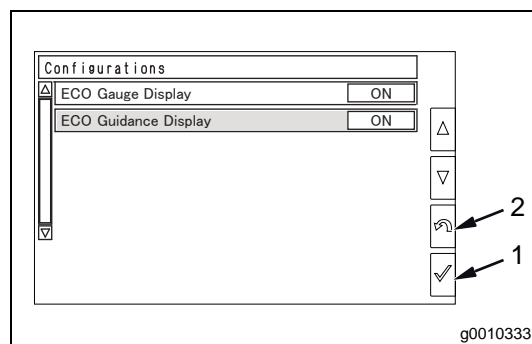 Configurations
ECO Gauge Display ON
ECO Guidance Display ON
2
1
g0010333